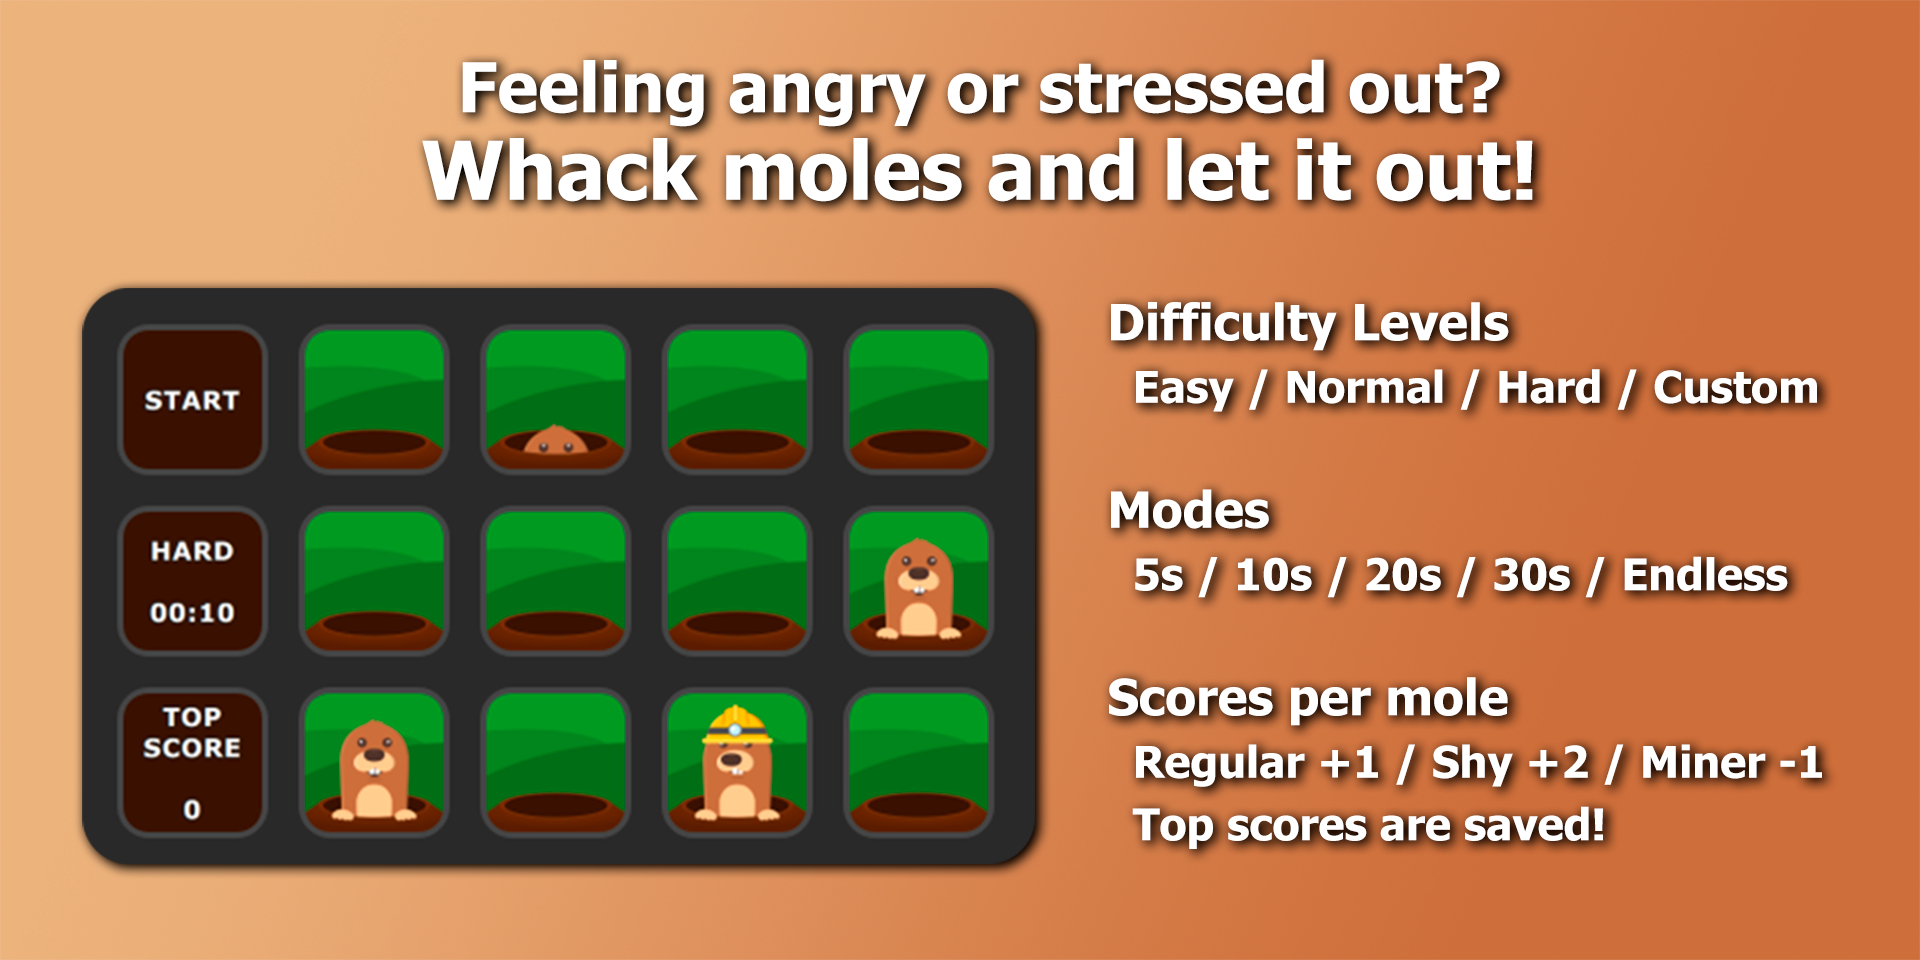 Feeling angry or stressed out?
Whack moles and let it out!
START
HARD
00:10
TOP
SCORE
0
Difficulty Levels
Easy / Normal / Hard / Custom
Modes
5s / 10s / 20s / 30s / Endless
Scores per mole
Regular +1 / Shy +2 / Miner -1
Top scores are saved!